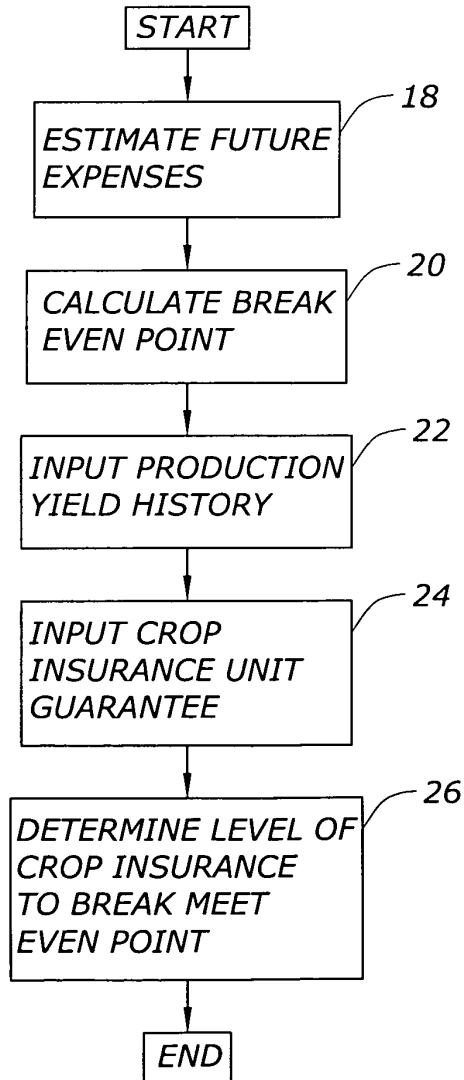 START
18
ESTIMATE FUTURE
EXPENSES
20
CALCULATE BREAK
EVEN POINT
22
INPUT PRODUCTION
YIELD HISTORY
24
INPUT CROP
INSURANCE UNIT
GUARANTEE
26
DETERMINE LEVEL OF
CROP INSURANCE
TO BREAK MEET
EVEN POINT
END